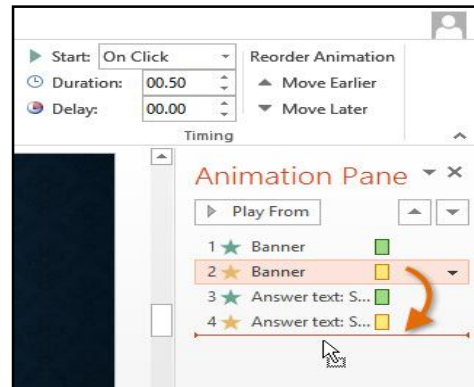 Start: On Click Reorder Animation
Duration: 00.50 Move Earlier
Delay: 00.00 Move Later
Timing
Animation Pane
Play From
1 Banner
2 Banner
3 Answer text: S...
4 Answer text: S...